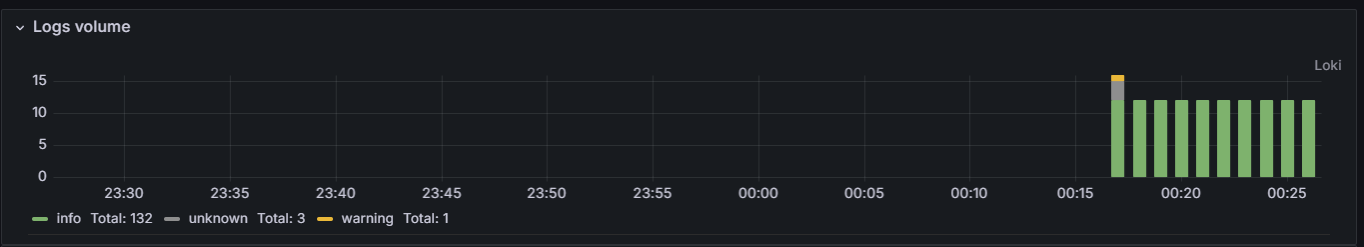 Logs volume
Loki
15
10
5
0
23:30 23:35 23:40 23:45 23:50 23:55 00:00 00:05 00:10 00:15 00:20 00:25
info Total: 132 unknown Total: 3 warning Total: 1